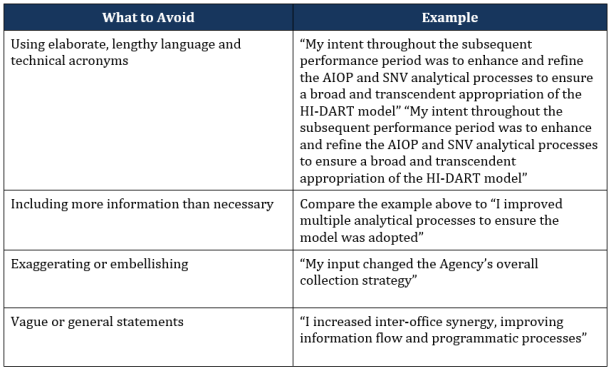 What to Avoid
Example
Using elaborate, lengthy language and
technical acronyms
“My intent throughout the subsequent
performance period was to enhance and refine
the AIOP and SNV analytical processes to ensure
a broad and transcendent appropriation of the
HI-DART model” “My intent throughout the
subsequent performance period was to enhance
and refine the AIOP and SNV analytical processes
to ensure a broad and transcendent
appropriation of the HI-DART model”
Including more information than necessary
Compare the example above to “I improved
multiple analytical processes to ensure the
model was adopted”
Exaggerating or embellishing
“My input changed the Agency’s overall
collection strategy”
Vague or general statements
“I increased inter-office synergy, improving
information flow and programmatic processes”